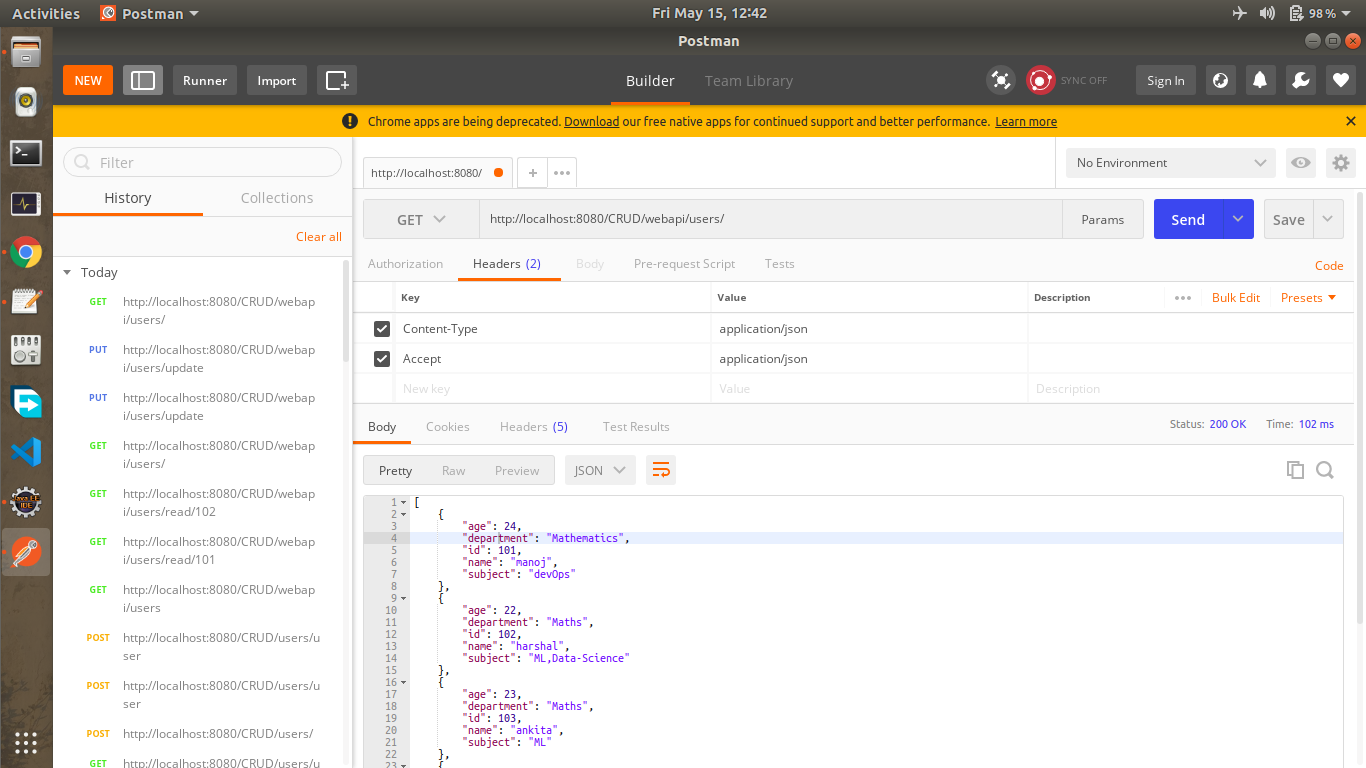 Activities Postman Fri May 15, 12:42 98%
Postman
NEW Runner Import Builder Team Library SYNC OFF Sign In
Chrome apps are being deprecated. Download our free native apps for continued support and better performance. Learn more
Filter
History Collections
Clear all
Today
GET http://localhost:8080/CRUD/webap
i/users/
PUT http://localhost:8080/CRUD/webap
i/users/update
PUT http://localhost:8080/CRUD/webap
i/users/update
GET http://localhost:8080/CRUD/webap
i/users/
GET http://localhost:8080/CRUD/webap
i/users/read/102
GET http://localhost:8080/CRUD/webap
i/users/read/101
GET http://localhost:8080/CRUD/webap
i/users
POST http://localhost:8080/CRUD/users/u
ser
POST http://localhost:8080/CRUD/users/u
ser
POST http://localhost:8080/CRUD/users/
GET http://localhost:8080/CRUD/users/u
http://localhost:8080/ + ••• No Environment
GET http://localhost:8080/CRUD/webapi/users/ Params Send Save
Authorization Headers (2) Body Pre-request Script Tests Code
Key Value Description ••• Bulk Edit Presets
Content-Type application/json
Accept application/json
New key Value Description
Body Cookies Headers (5) Test Results Status: 200 OK Time: 102 ms
Pretty Raw Preview JSON
1 [
2 {
3 "age": 24,
4 "department": "Mathematics",
5 "id": 101,
6 "name": "manoj",
7 "subject": "devOps"
8 },
9 {
10 "age": 22,
11 "department": "Maths",
12 "id": 102,
13 "name": "harshal",
14 "subject": "ML,Data-Science"
15 },
16 {
17 "age": 23,
18 "department": "Maths",
19 "id": 103,
20 "name": "ankita",
21 "subject": "ML"
22 },
23 {